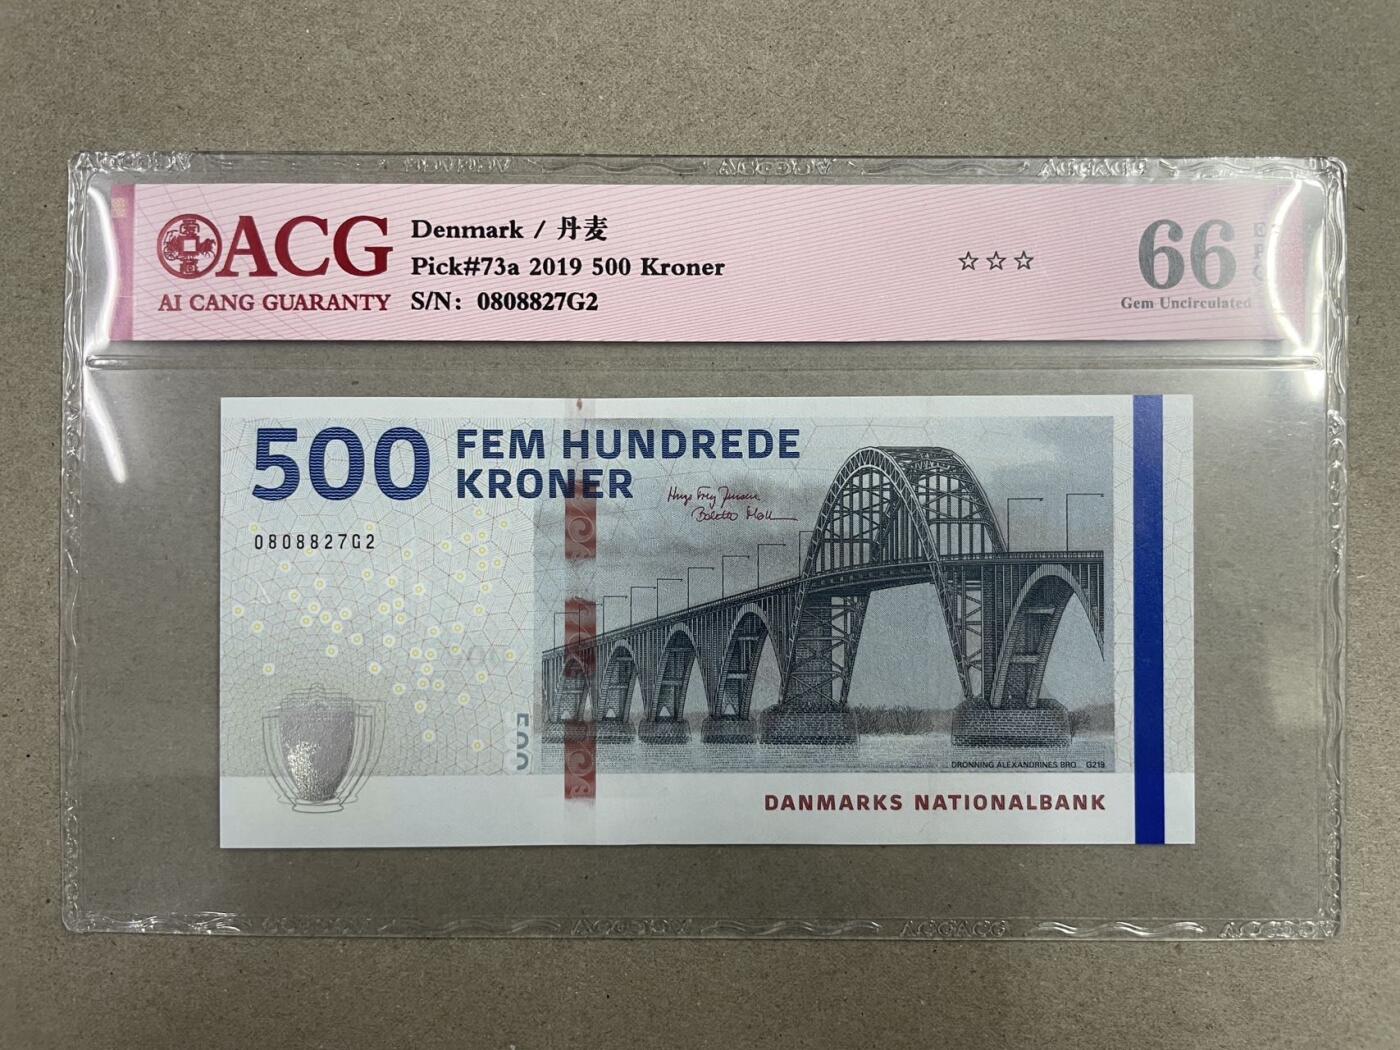 ACG
AI CANG GUARANTY
Denmark / 丹麦
Pick#73a 2019 500 Kroner
S/N: 0808827G2
☆☆☆
66
Gem Uncirculated
EPQ
500
FEM HUNDREDE
KRONER
0808827G2
DRONNING ALEXANDRINES BRO G219
DANMARKS NATIONALBANK